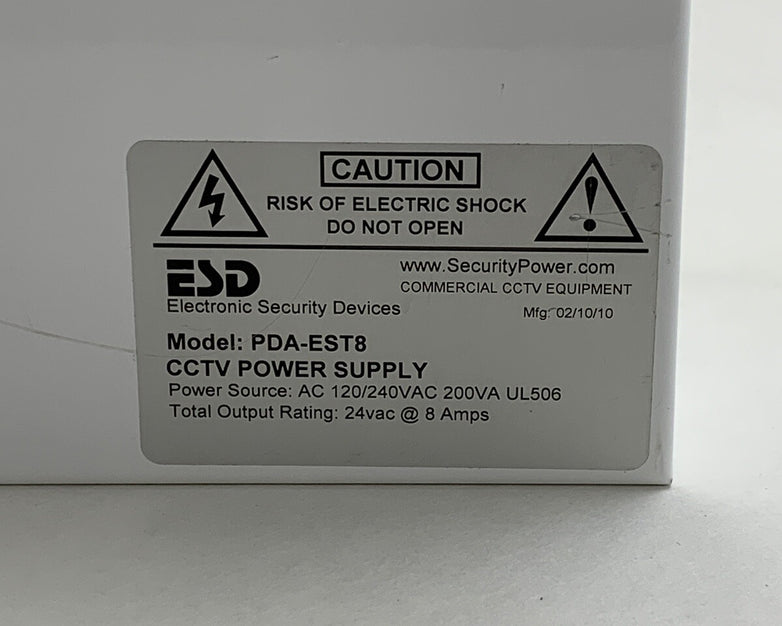 CAUTION
RISK OF ELECTRIC SHOCK
DO NOT OPEN
ESD
Electronic Security Devices
www.SecurityPower.com
COMMERCIAL CCTV EQUIPMENT
Mfg: 02/10/10
Model: PDA-EST8
CCTV POWER SUPPLY
Power Source: AC 120/240VAC 200VA UL506
Total Output Rating: 24vac @ 8 Amps